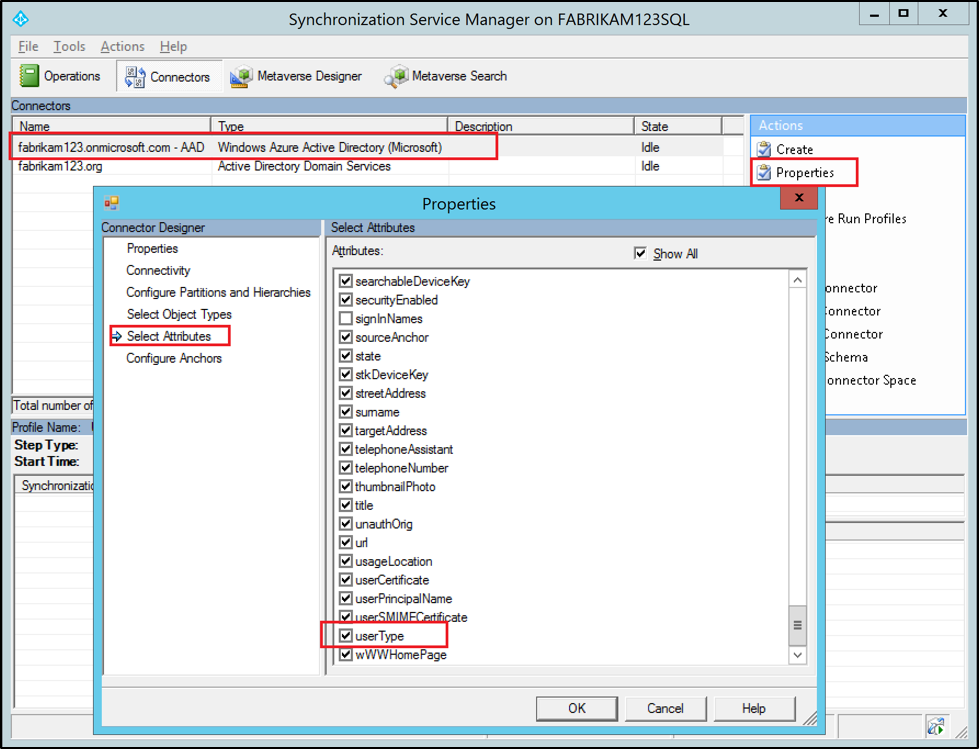 Synchronization Service Manager on FABRIKAM123SQL
File Tools Actions Help
Operations Connectors Metaverse Designer Metaverse Search
Connectors
Name Type Description State
fabrikam123.onmicrosoft.com - AAD Windows Azure Active Directory (Microsoft) Idle
fabrikam123.org Active Directory Domain Services Idle
Actions
Create
Properties
re Run Profiles
onnector
Connector
Connector
Schema
onnector Space
Total number of
Profile Name:
Step Type:
Start Time:
Synchronizatio
Properties
Connector Designer
Properties
Connectivity
Configure Partitions and Hierarchies
Select Object Types
Select Attributes
Configure Anchors
Select Attributes
Attributes: Show All
searchableDeviceKey
securityEnabled
signInNames
sourceAnchor
state
stkDeviceKey
streetAddress
surname
targetAddress
telephoneAssistant
telephoneNumber
thumbnailPhoto
title
unauthOrig
url
usageLocation
userCertificate
userPrincipalName
userSMIMECertificate
userType
wWWHomePage
OK Cancel Help